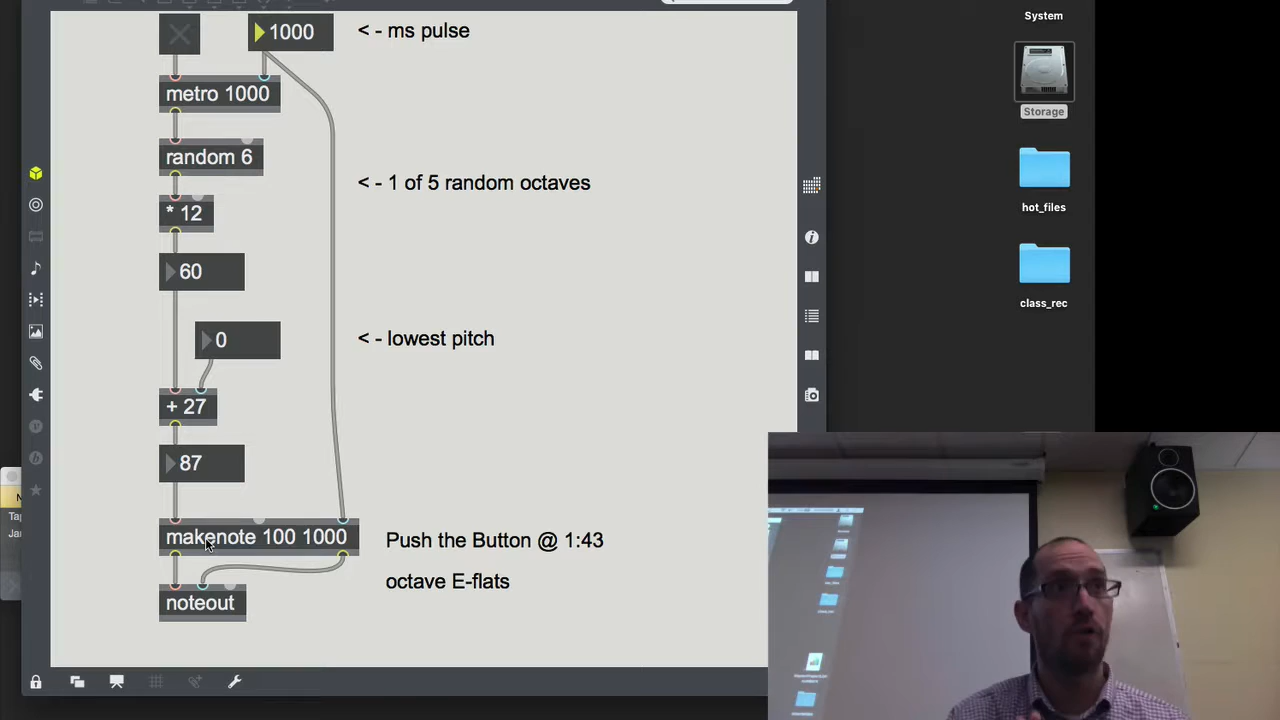 System
1000
< - ms pulse
metro 1000
Storage
random 6
< - 1 of 5 random octaves
* 12
hot_files
60
class_rec
0
< - lowest pitch
+ 27
87
makenote 100 1000
Push the Button @ 1:43
octave E-flats
noteout